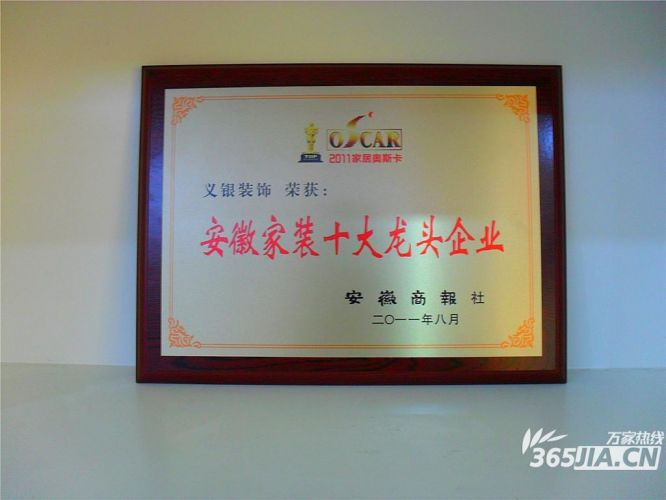 TOP
OSCAR
2011家居奥斯卡
义银装饰 荣获：
安徽家装十大龙头企业
安徽商報社
二〇一一年八月
万家热线
365JIA.CN